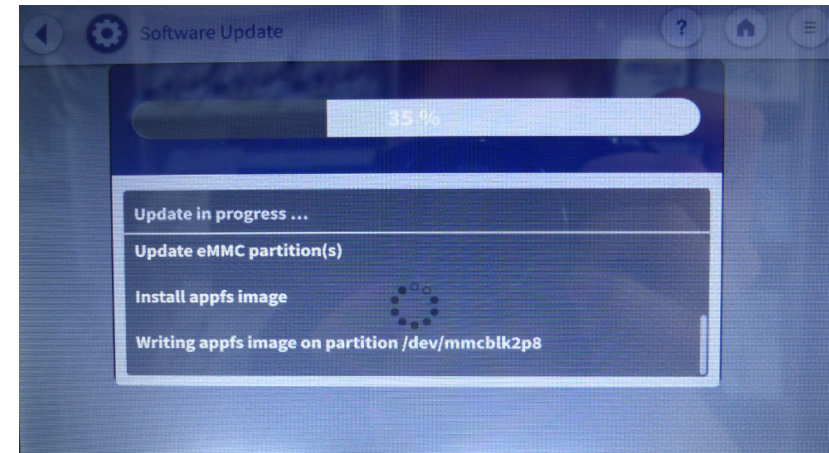 Software Update
?
35 %
Update in progress ...
Update eMMC partition(s)
Install appfs image
Writing appfs image on partition /dev/mmcblk2p8